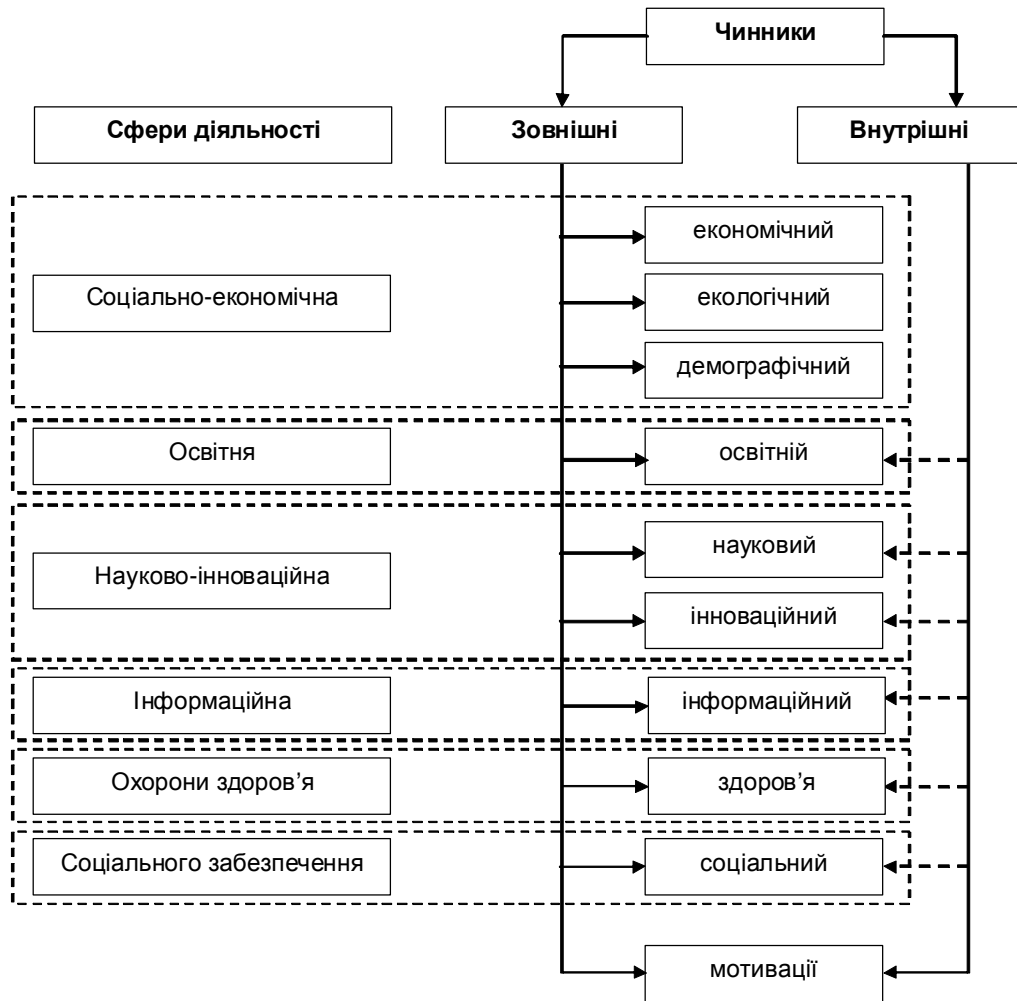 Чинники
Сфери діяльності
Зовнішні
Внутрішні
Соціально-економічна
економічний
екологічний
демографічний
Освітня
освітній
Науково-інноваційна
науковий
інноваційний
Інформаційна
інформаційний
Охорони здоров’я
здоров’я
Соціального забезпечення
соціальний
мотивації